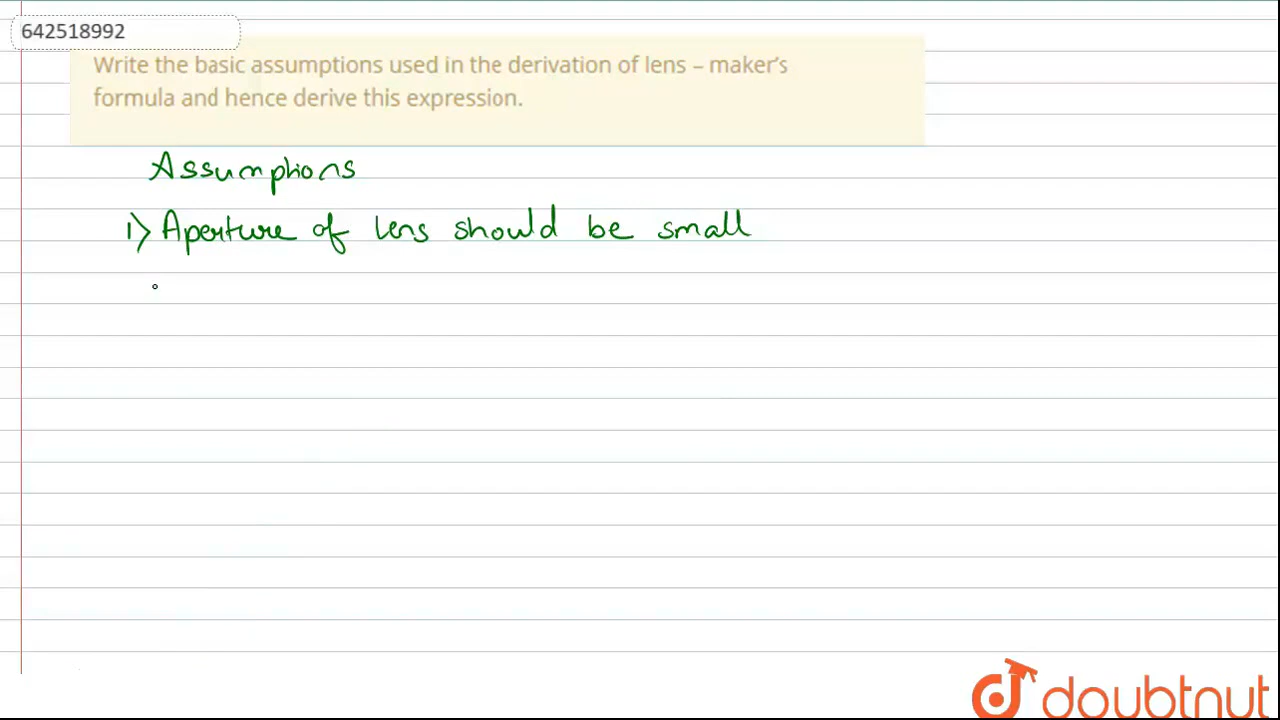 642518992
Write the basic assumptions used in the derivation of lens – maker's
formula and hence derive this expression.
Assumptions
1) Aperture of lens should be small
doubtnut